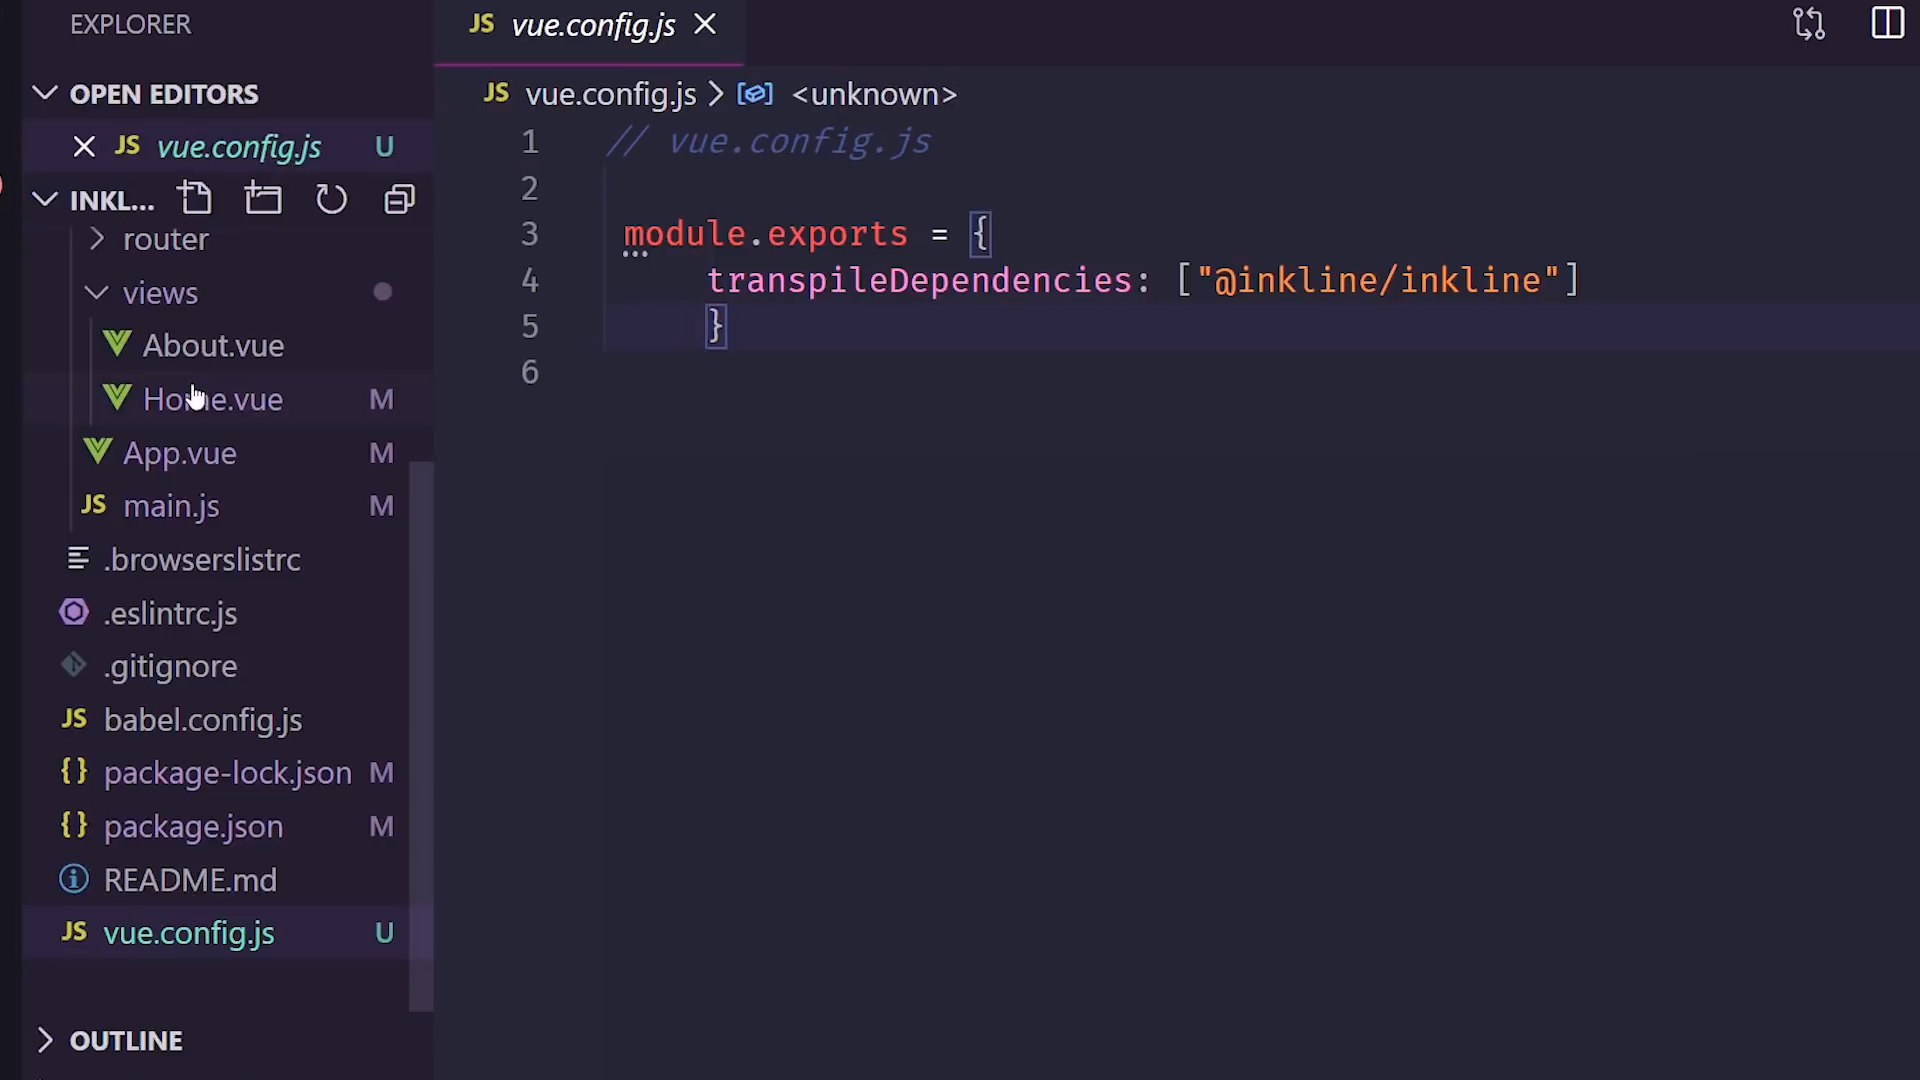 EXPLORER
OPEN EDITORS
JS vue.config.js U
INKL...
router
views
About.vue
Home.vue M
App.vue M
JS main.js M
.browserslistrc
.eslintrc.js
.gitignore
JS babel.config.js
{} package-lock.json M
{} package.json M
README.md
JS vue.config.js U
OUTLINE
JS vue.config.js
JS vue.config.js > <unknown>
1 // vue.config.js
2
3 module.exports = {
4 transpileDependencies: ["@inkline/inkline"]
5 }
6